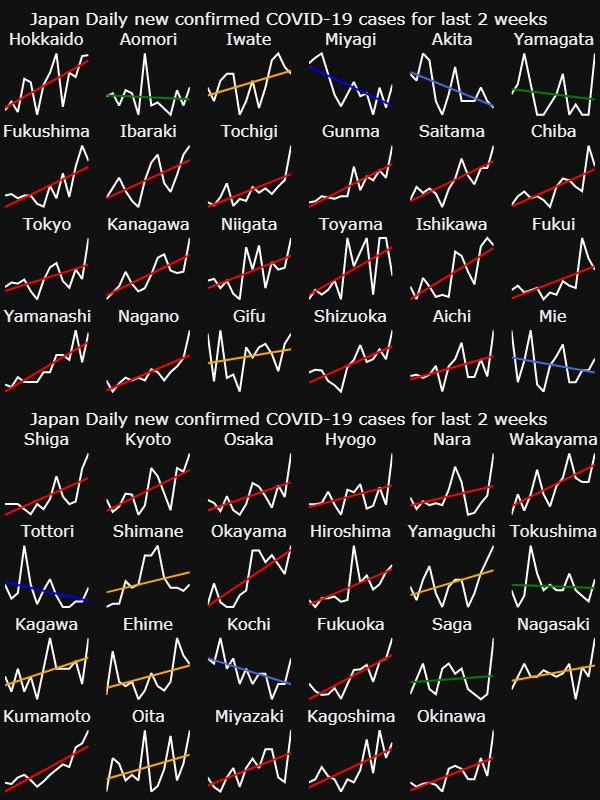 Japan Daily new confirmed COVID-19 cases for last 2 weeks
Hokkaido Aomori Iwate Miyagi Akita Yamagata
Fukushima Ibaraki Tochigi Gunma Saitama Chiba
Tokyo Kanagawa Niigata Toyama Ishikawa Fukui
Yamanashi Nagano Gifu Shizuoka Aichi Mie
Japan Daily new confirmed COVID-19 cases for last 2 weeks
Shiga Kyoto Osaka Hyogo Nara Wakayama
Tottori Shimane Okayama Hiroshima Yamaguchi Tokushima
Kagawa Ehime Kochi Fukuoka Saga Nagasaki
Kumamoto Oita Miyazaki Kagoshima Okinawa